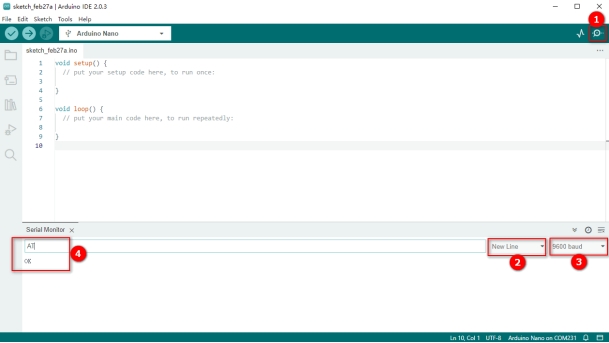 sketch_feb27a | Arduino IDE 2.0.3
File Edit Sketch Tools Help
1
Arduino Nano
sketch_feb27a.ino
1 void setup() {
2 // put your setup code here, to run once:
3
4 }
5
6 void loop() {
7 // put your main code here, to run repeatedly:
8
9 }
10
Serial Monitor
AT
New Line
9600 baud
4
2
3
OK
Ln 10, Col 1 UTF-8 Arduino Nano on COM231